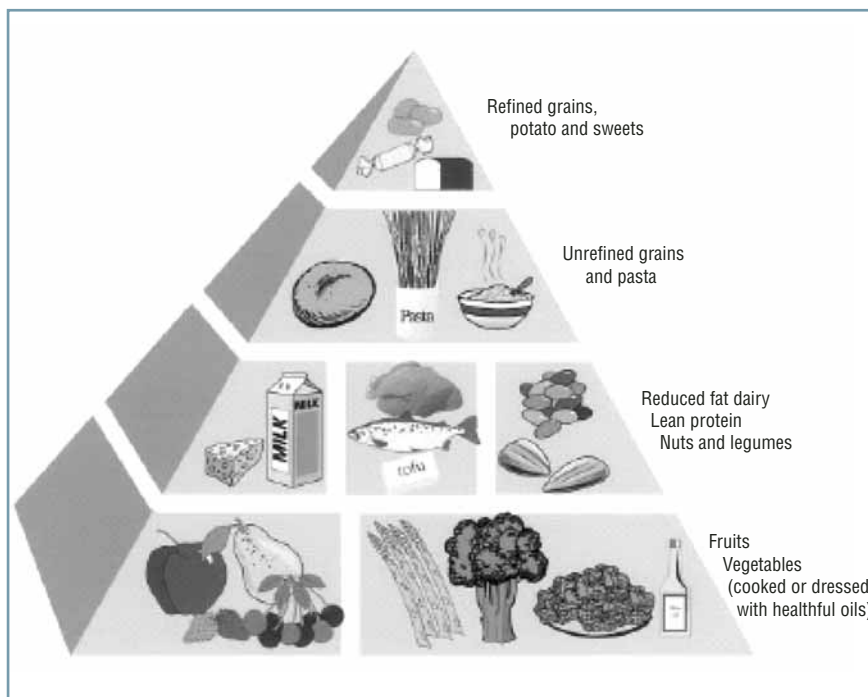 Refined grains,
potato and sweets
Unrefined grains
and pasta
Pasta
Reduced fat dairy
Lean protein
Nuts and legumes
MILK
MILK
tofu
Fruits
Vegetables
(cooked or dressed
with healthful oils)